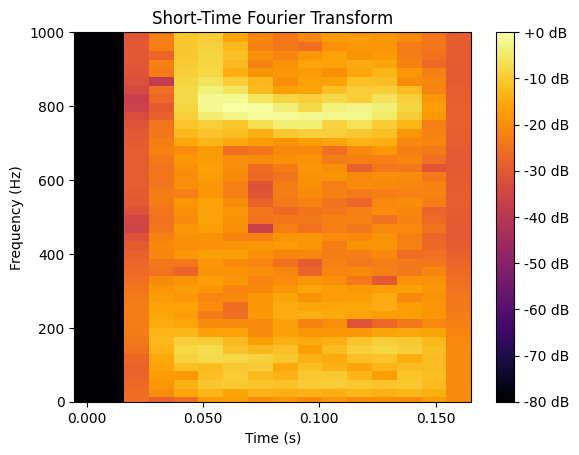 Short-Time Fourier Transform
1000
800
600
400
200
0
Frequency (Hz)
0.000
0.050
0.100
0.150
Time (s)
+0 dB
-10 dB
-20 dB
-30 dB
-40 dB
-50 dB
-60 dB
-70 dB
-80 dB